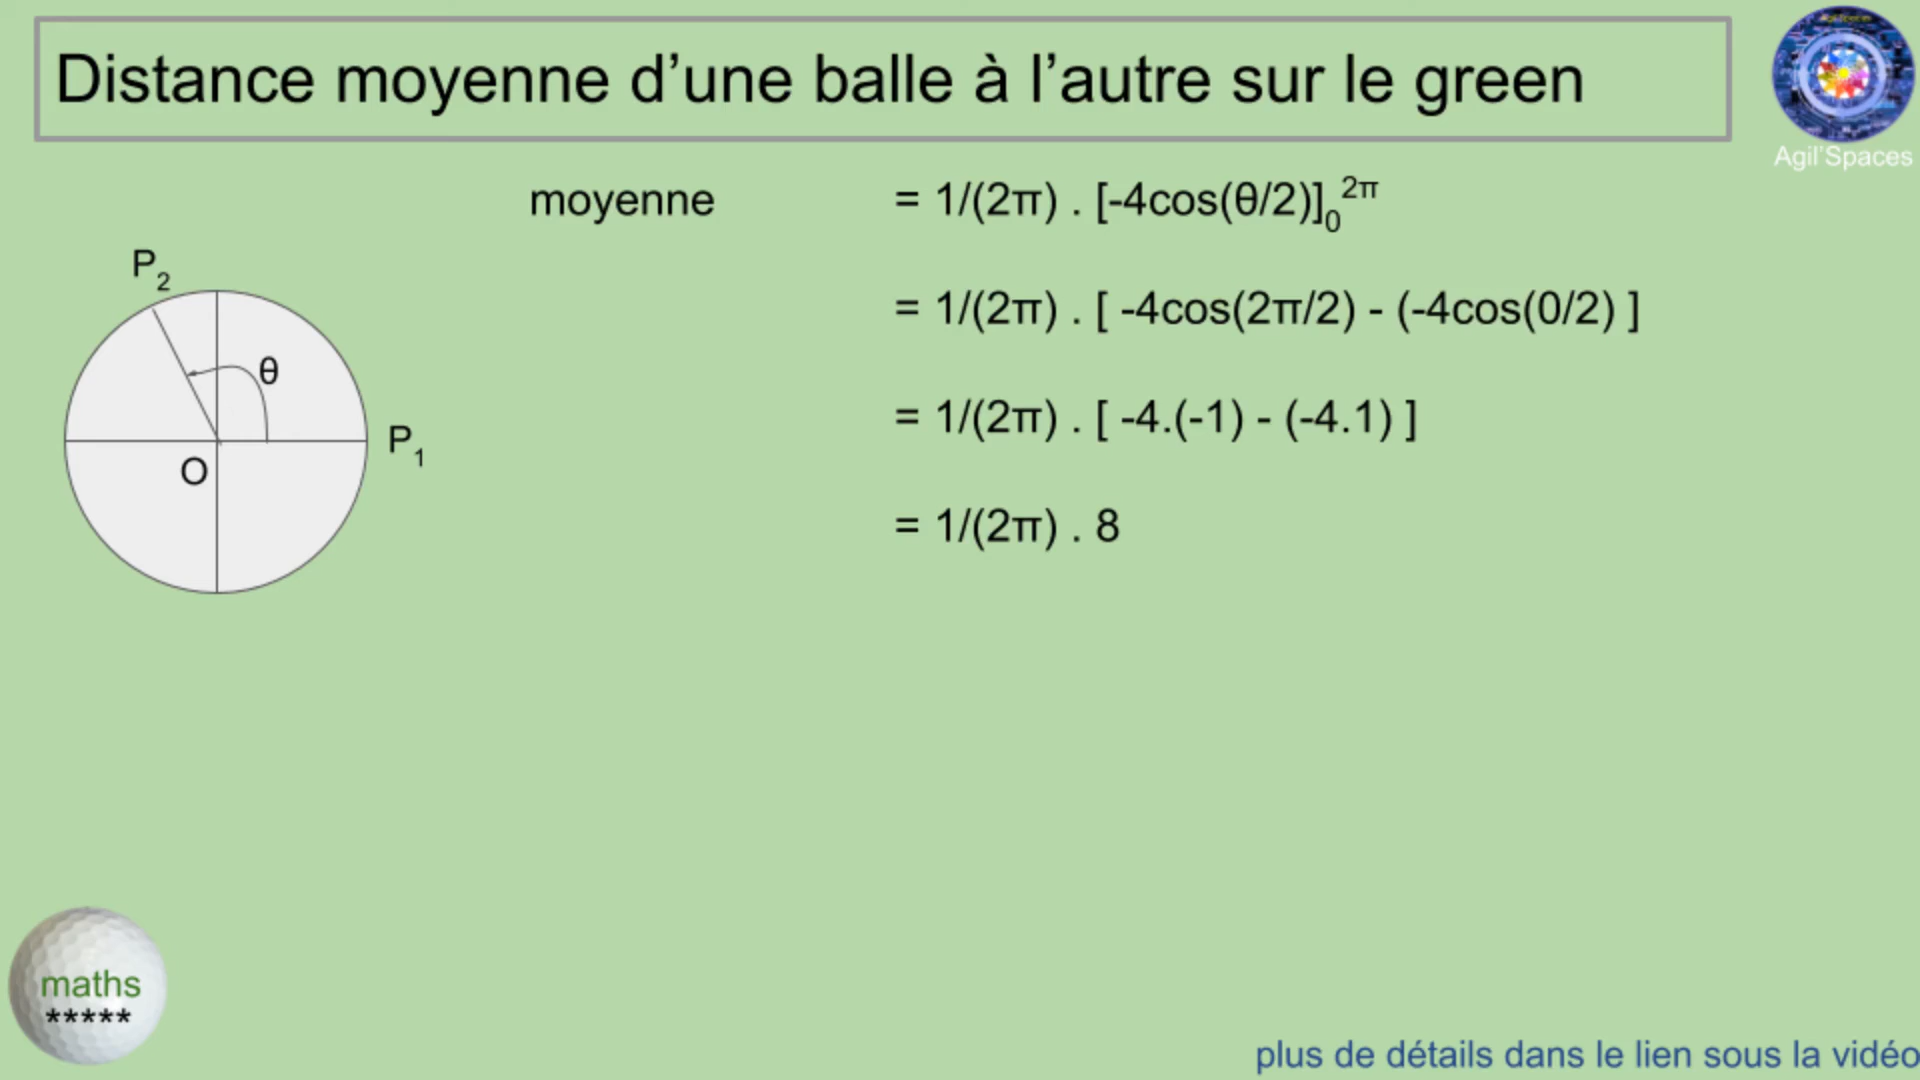 Distance moyenne d’une balle à l’autre sur le green
Agil’Spaces
moyenne = 1/(2π) . [-4cos(θ/2)]₀²π
= 1/(2π) . [ -4cos(2π/2) - (-4cos(0/2) ]
= 1/(2π) . [ -4.(-1) - (-4.1) ]
= 1/(2π) . 8
P₂
θ
P₁
O
maths
*****
plus de détails dans le lien sous la vidéo